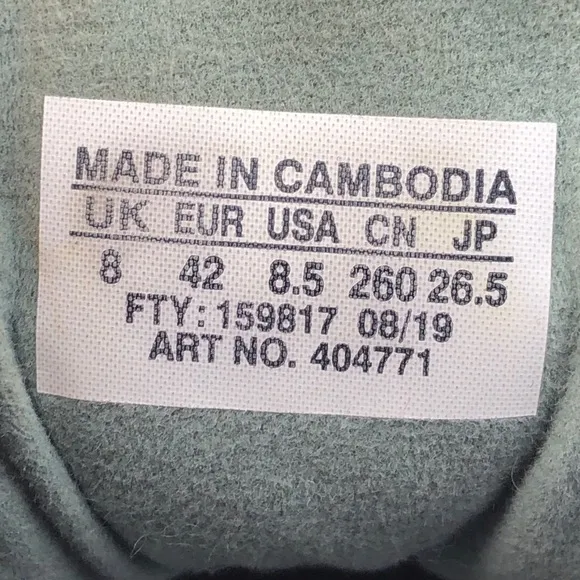 MADE IN CAMBODIA
UK EUR USA CN JP
8 42 8.5 260 26.5
FTY: 159817 08/19
ART NO. 404771